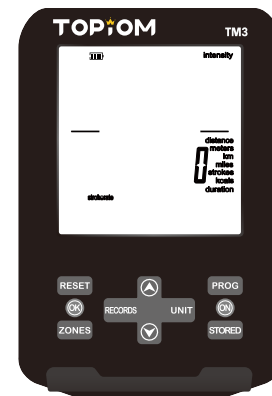 TOPIOM
TM3
intensity
distance
meters
km
miles
strokes
kcals
duration
0
strokerate
RESET
PROG
OK
RECORDS
UNIT
ON
ZONES
STORED